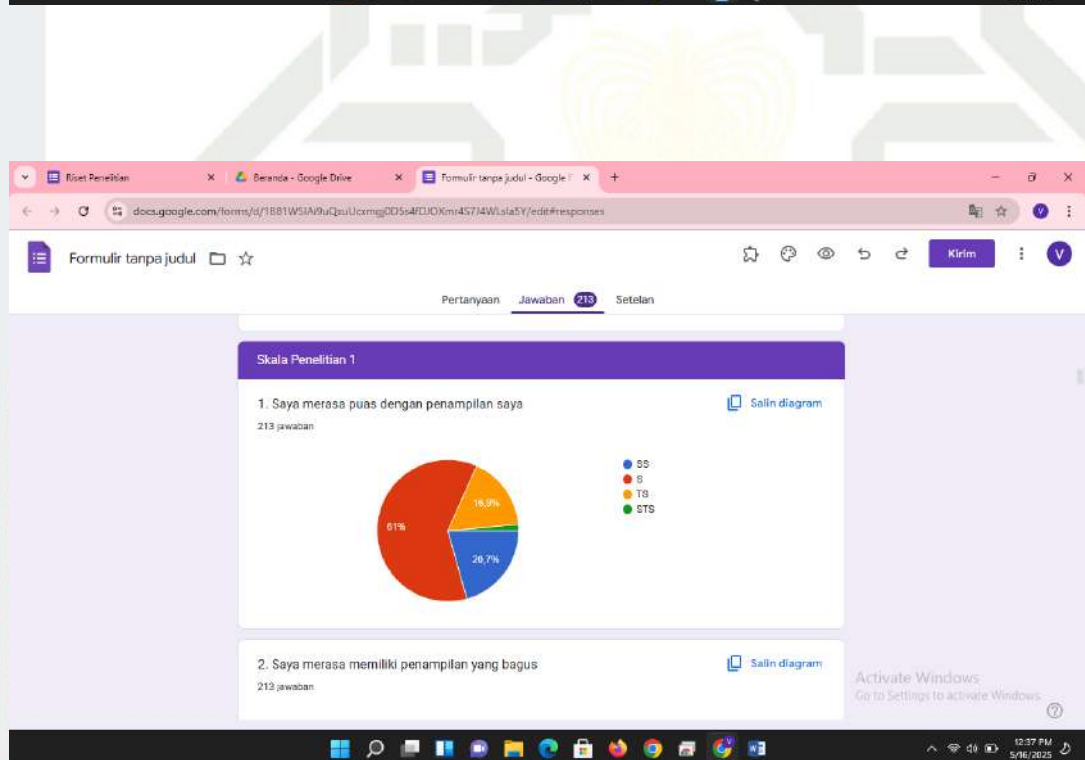 Riset Penelitian
Beranda - Google Drive
Formulir tanpa judul - Google F
Formulir tanpa judul
Kirim
V
Pertanyaan Jawaban 213 Setelan
Skala Penelitian 1
1. Saya merasa puas dengan penampilan saya
Salin diagram
213 jawaban
SS
S
TS
STS
16,9%
61%
20,7%
2. Saya merasa memiliki penampilan yang bagus
Salin diagram
213 jawaban
Activate Windows
Go to Settings to activate Windows.
12:37 PM
5/16/2025